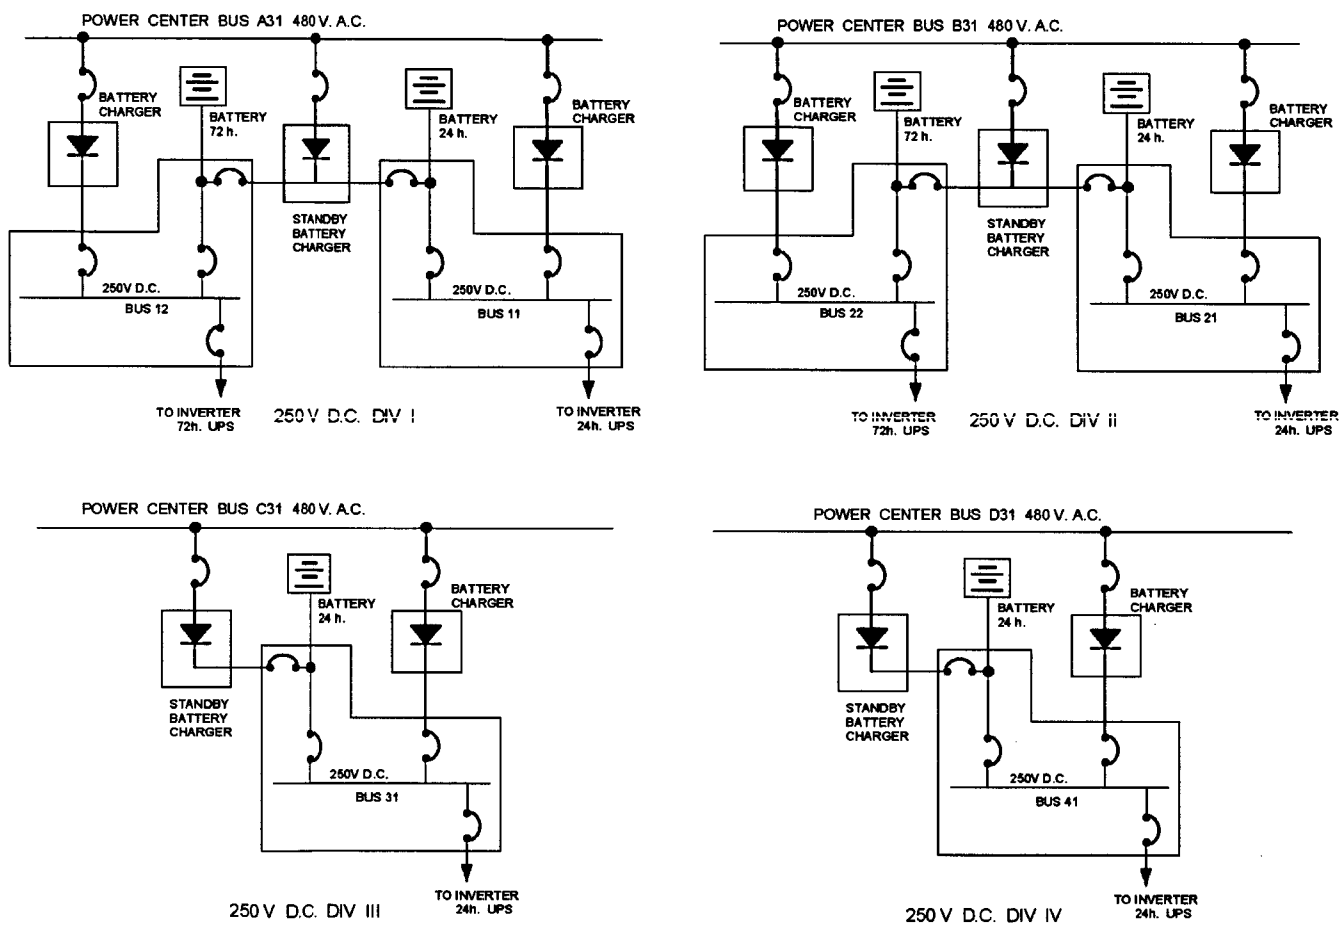 POWER CENTER BUS A31 480 V. A.C.
BATTERY
CHARGER
BATTERY
72 h.
BATTERY
24 h.
BATTERY
CHARGER
STANDBY
BATTERY
CHARGER
250V D.C.
BUS 12
250V D.C.
BUS 11
TO INVERTER
72h. UPS
250 V D.C. DIV I
TO INVERTER
24h. UPS
POWER CENTER BUS B31 480 V. A.C.
BATTERY
CHARGER
BATTERY
72 h.
BATTERY
24 h.
BATTERY
CHARGER
STANDBY
BATTERY
CHARGER
250V D.C.
BUS 22
250V D.C.
BUS 21
TO INVERTER
72h. UPS
250 V D.C. DIV II
TO INVERTER
24h. UPS
POWER CENTER BUS C31 480 V. A.C.
BATTERY
24 h.
BATTERY
CHARGER
STANDBY
BATTERY
CHARGER
250V D.C.
BUS 31
TO INVERTER
24h. UPS
250 V D.C. DIV III
POWER CENTER BUS D31 480 V. A.C.
BATTERY
24 h.
BATTERY
CHARGER
STANDBY
BATTERY
CHARGER
250V D.C.
BUS 41
TO INVERTER
24h. UPS
250 V D.C. DIV IV